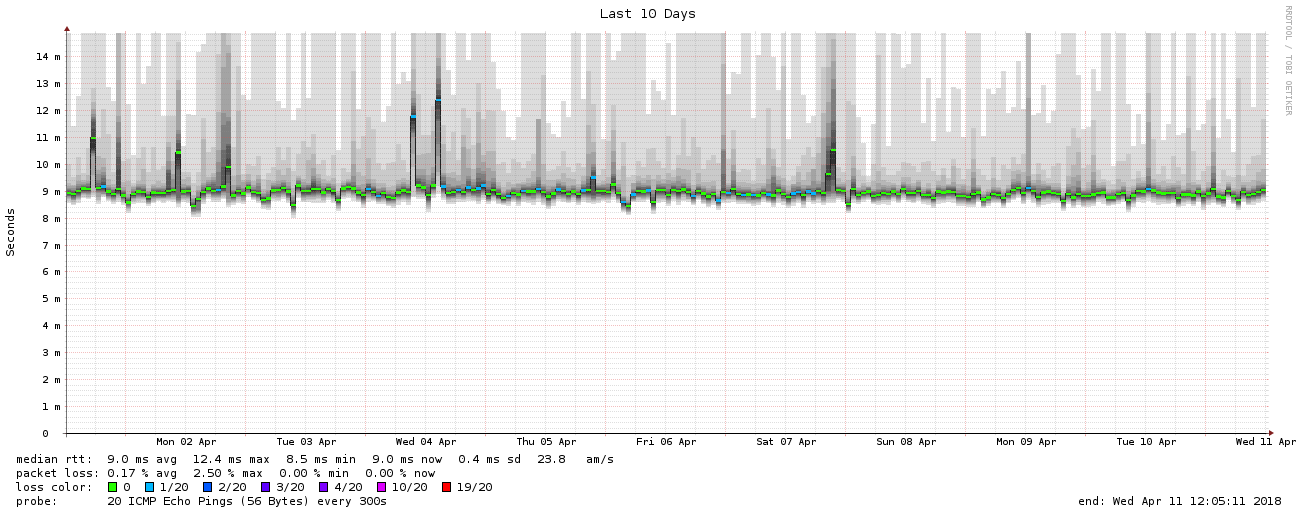 Last 10 Days
RRDTOOL / TOBI OETIKER
Seconds
14 m
13 m
12 m
11 m
10 m
9 m
8 m
7 m
6 m
5 m
4 m
3 m
2 m
1 m
0
Mon 02 Apr Tue 03 Apr Wed 04 Apr Thu 05 Apr Fri 06 Apr Sat 07 Apr Sun 08 Apr Mon 09 Apr Tue 10 Apr Wed 11 Apr
median rtt: 9.0 ms avg 12.4 ms max 8.5 ms min 9.0 ms now 0.4 ms sd 23.8 am/s
packet loss: 0.17 % avg 2.50 % max 0.00 % min 0.00 % now
loss color: 0 1/20 2/20 3/20 4/20 10/20 19/20
probe: 20 ICMP Echo Pings (56 Bytes) every 300s end: Wed Apr 11 12:05:11 2018